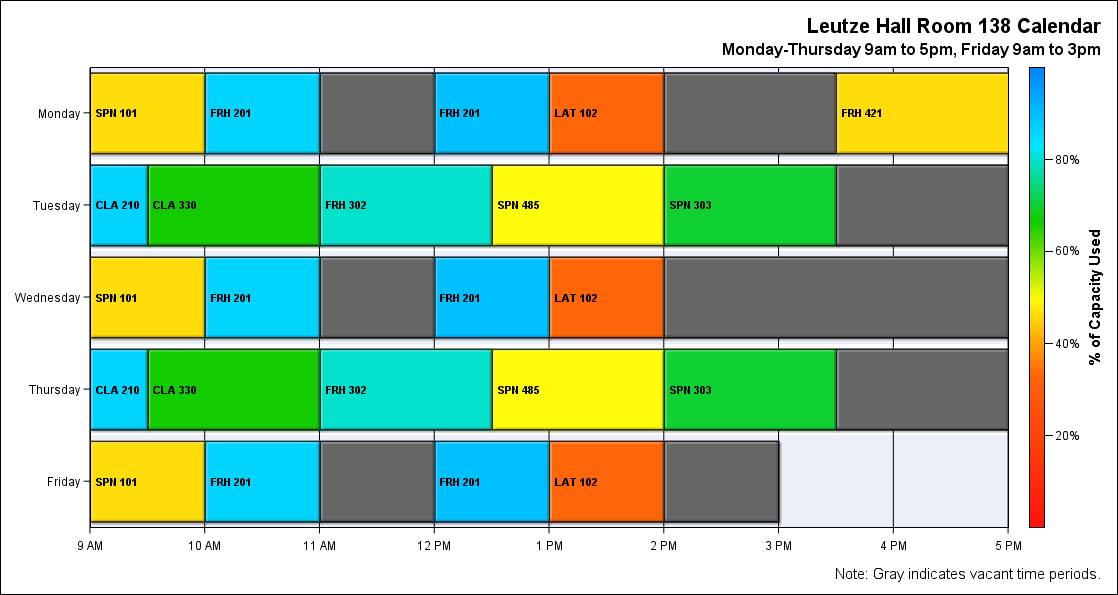 Leutze Hall Room 138 Calendar
Monday-Thursday 9am to 5pm, Friday 9am to 3pm
Monday
SPN 101
FRH 201
FRH 201
LAT 102
FRH 421
Tuesday
CLA 210
CLA 330
FRH 302
SPN 485
SPN 303
Wednesday
SPN 101
FRH 201
FRH 201
LAT 102
Thursday
CLA 210
CLA 330
FRH 302
SPN 485
SPN 303
Friday
SPN 101
FRH 201
FRH 201
LAT 102
9 AM
10 AM
11 AM
12 PM
1 PM
2 PM
3 PM
4 PM
5 PM
80%
60%
40%
20%
% of Capacity Used
Note: Gray indicates vacant time periods.